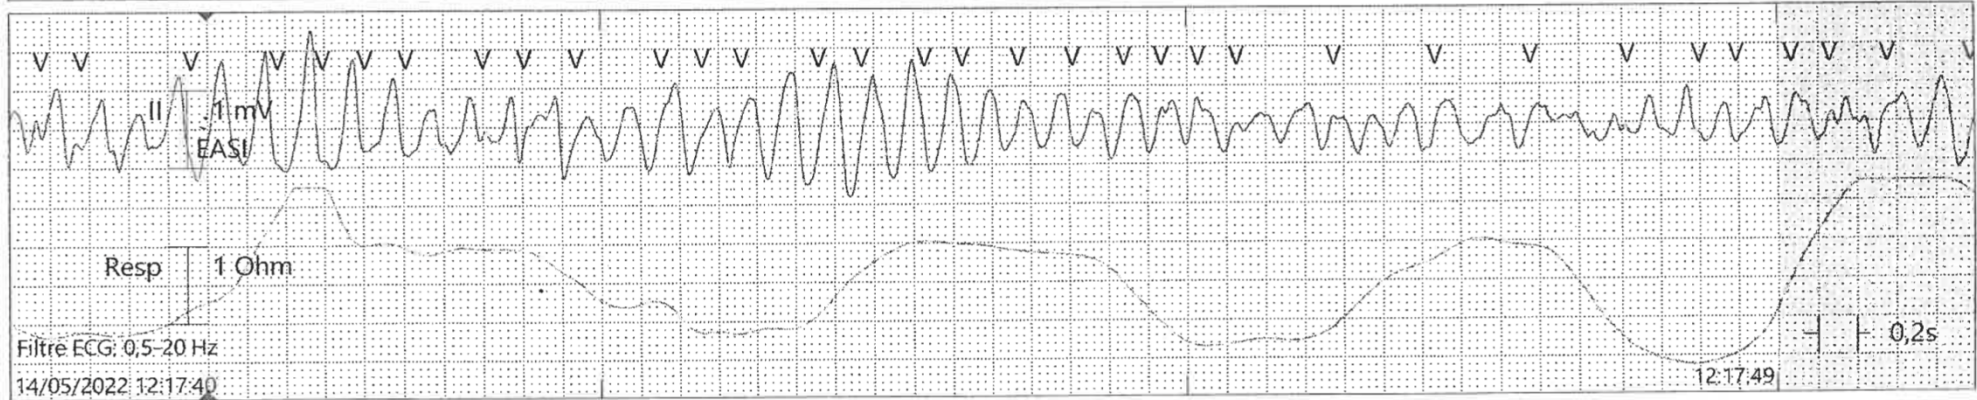 V V V V V V V V V V V V V V V V V V V V V V V V V V V V V V V V V
II 1 mV
EASI
Resp 1 Ohm
0,2s
Filtre ECG: 0,5-20 Hz
14/05/2022 12:17:40 12:17:49